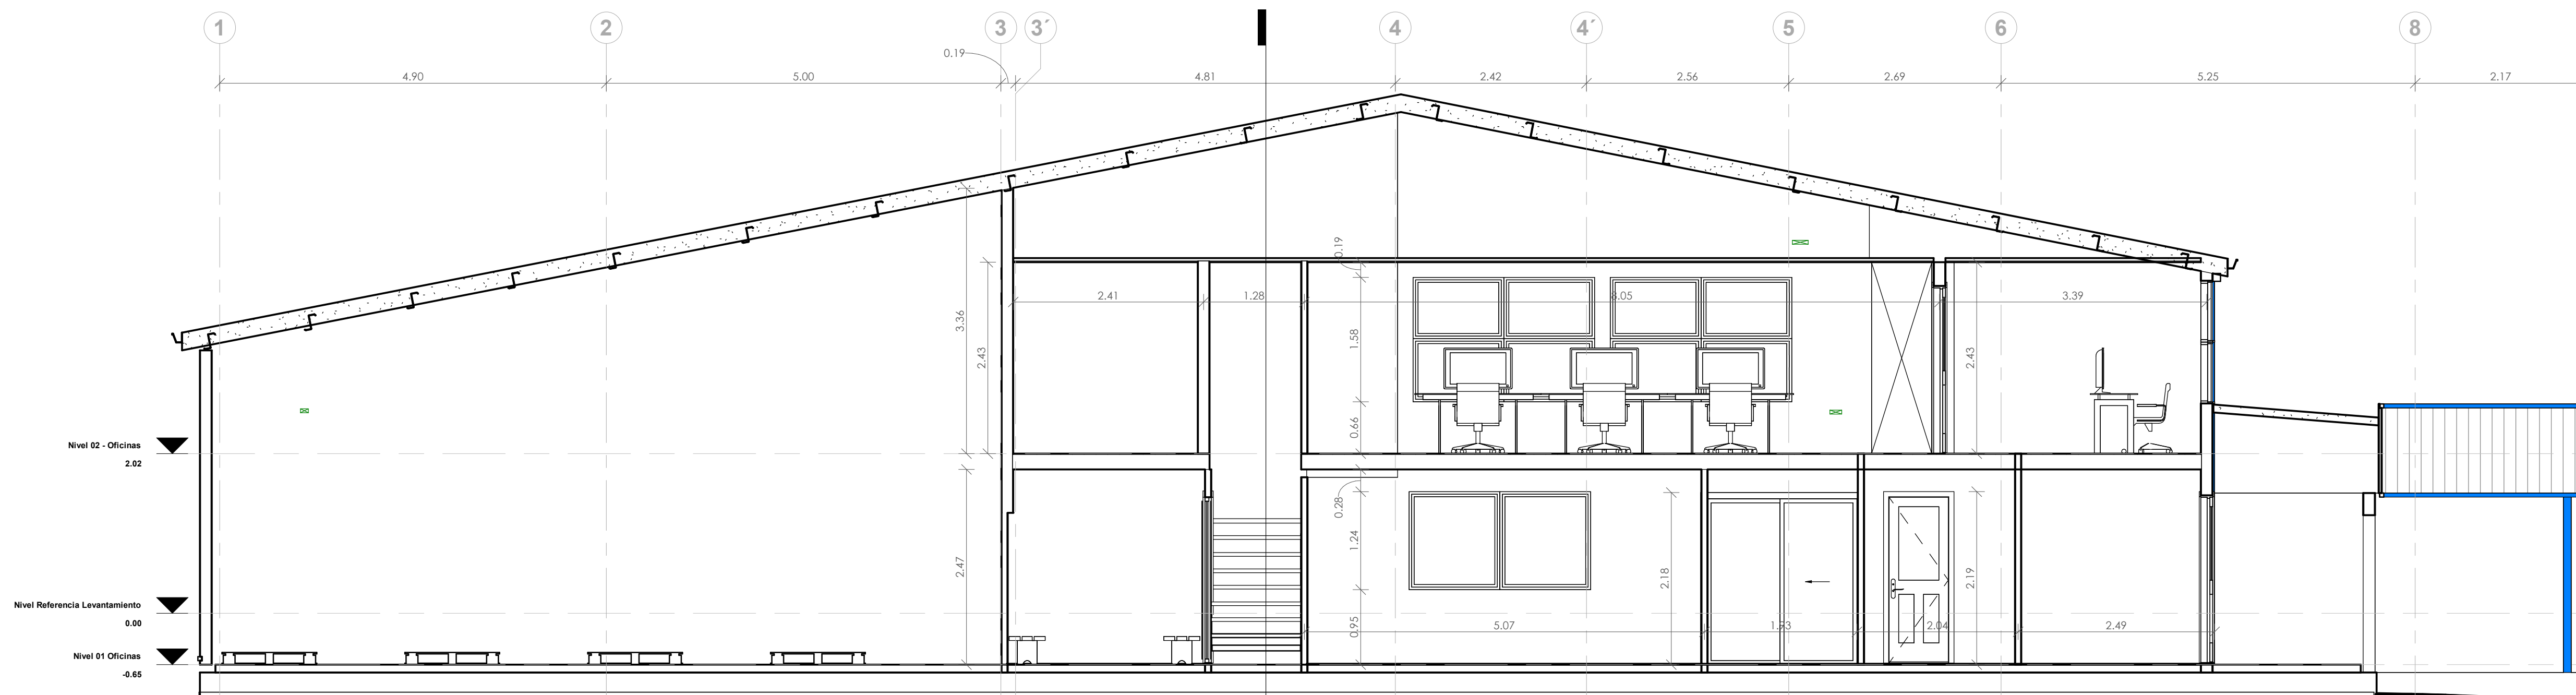 1 2 3 3´ 4 4´ 5 6 8
0.19
4.90 5.00 4.81 2.42 2.56 2.69 5.25 2.17
0.19
2.41 1.28 8.05 3.39
3.36
2.43
1.58
2.43
0.66
Nivel 02 - Oficinas
2.02
0.28
1.24
2.47
2.18
2.19
Nivel Referencia Levantamiento
0.00
0.95
5.07 1.93 2.04 2.49
Nivel 01 Oficinas
-0.65